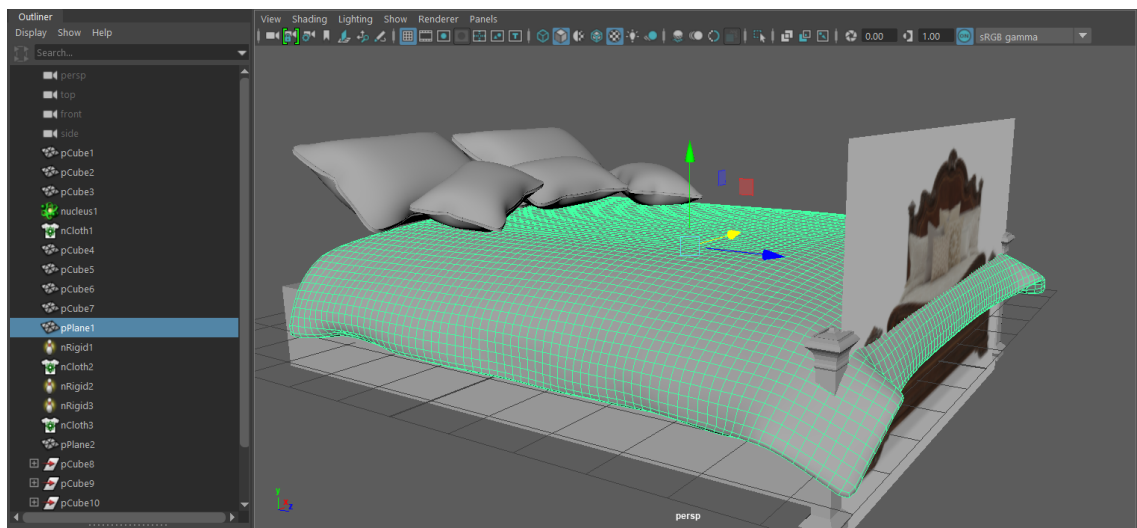 Outliner
Display Show Help
Search...
persp
top
front
side
pCube1
pCube2
pCube3
nucleus1
nCloth1
pCube4
pCube5
pCube6
pCube7
pPlane1
nRigid1
nCloth2
nRigid2
nRigid3
nCloth3
pPlane2
pCube8
pCube9
pCube10
View Shading Lighting Show Renderer Panels
0.00 1.00 sRGB gamma
y
z
persp